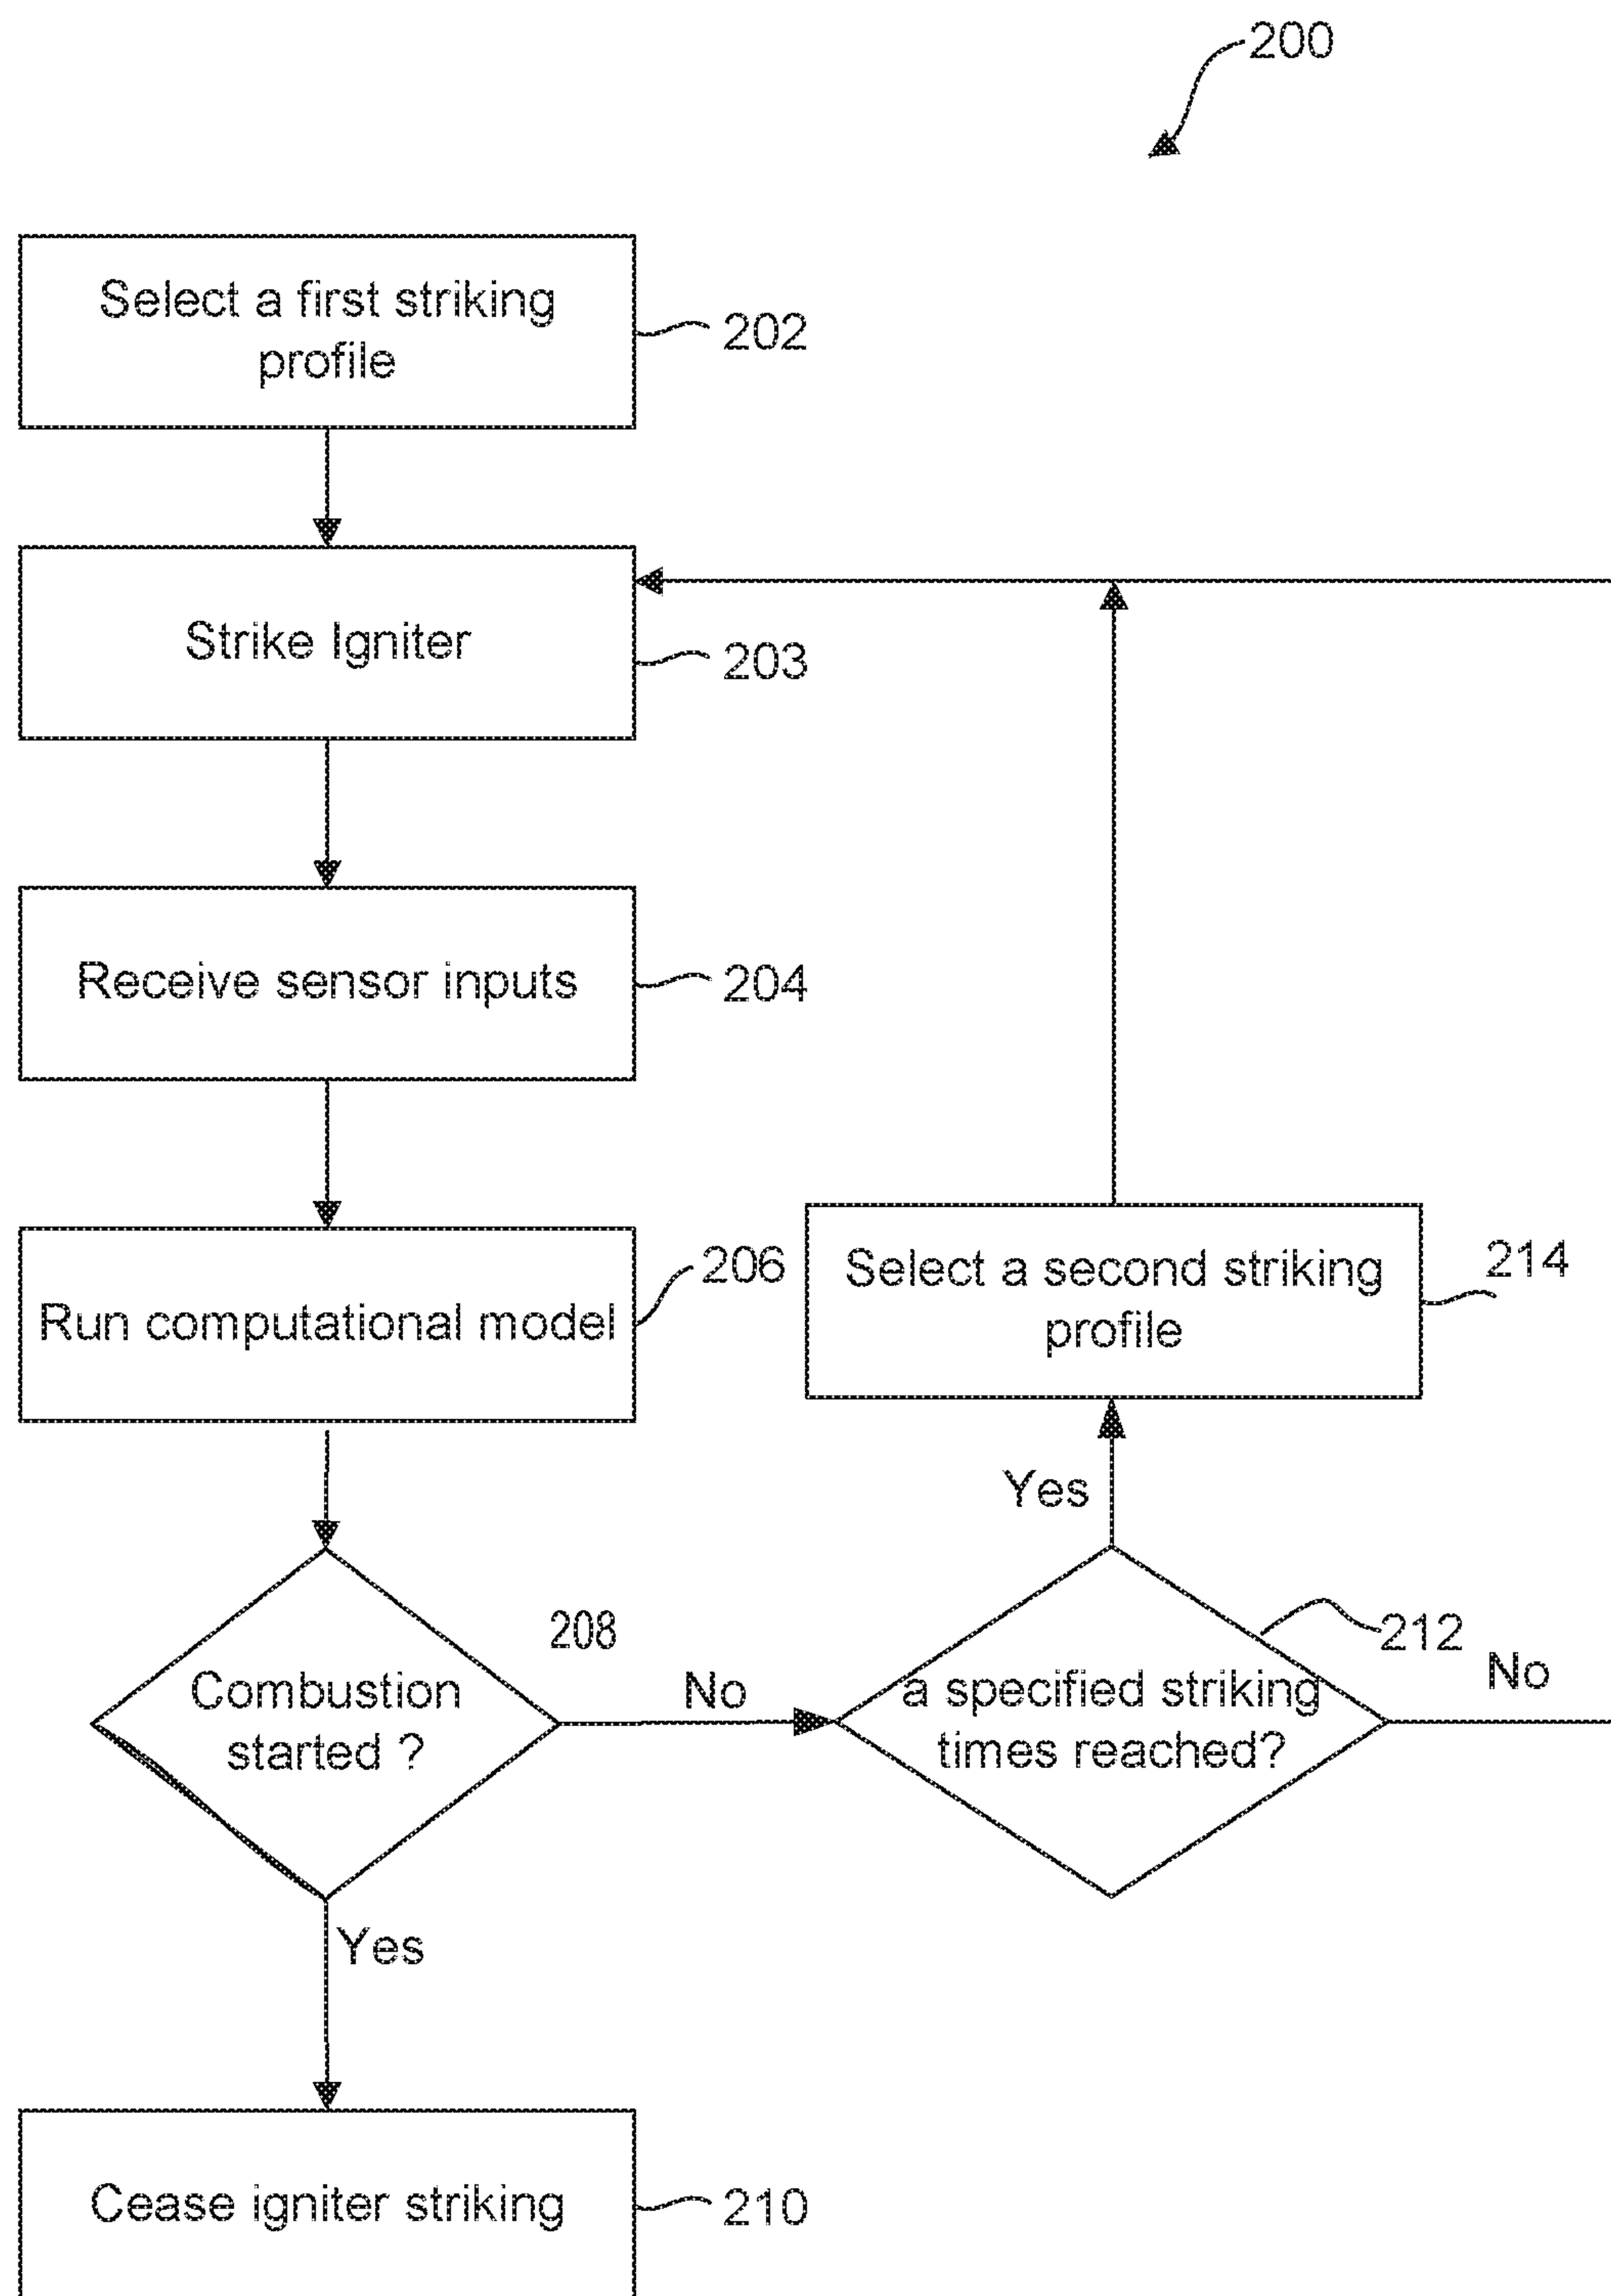 200
Select a first striking
profile
202
Strike Igniter
203
Receive sensor inputs
204
Run computational model
206
Select a second striking
profile
214
Yes
Combustion
started ?
208
No
a specified striking
times reached?
212
No
Yes
Cease igniter striking
210